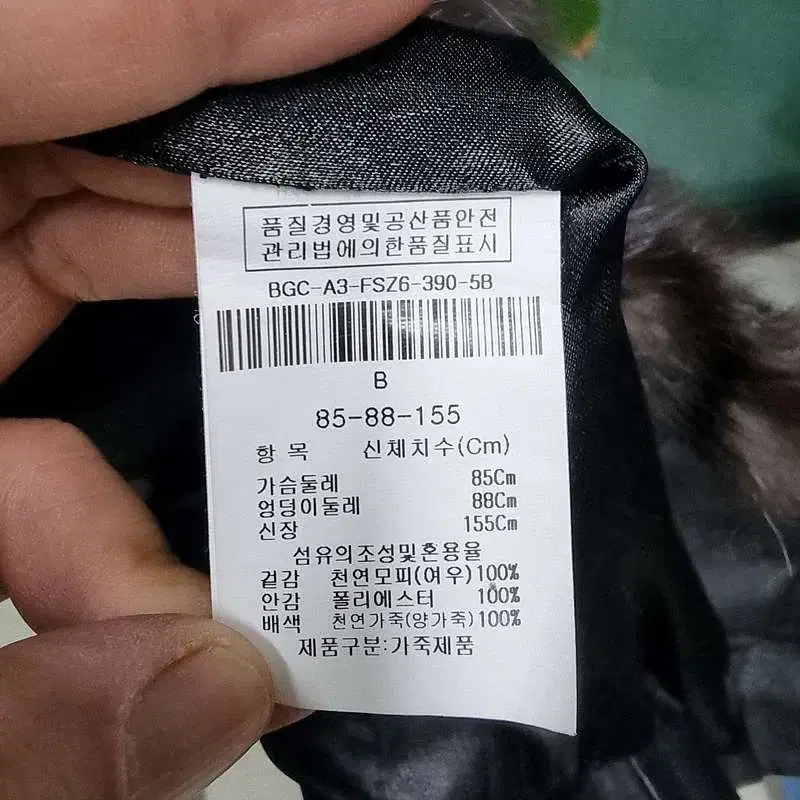 품질경영및공산품안전
관리법에의한품질표시
BGC-A3-FSZ6-390-5B
B
85-88-155
항 목 신체치수(Cm)
가슴둘레 85Cm
엉덩이둘레 88Cm
신장 155Cm
섬유의조성및혼용율
겉감 천연모피(여우)100%
안감 폴리에스터 100%
배색 천연가죽(양가죽)100%
제품구분:가죽제품